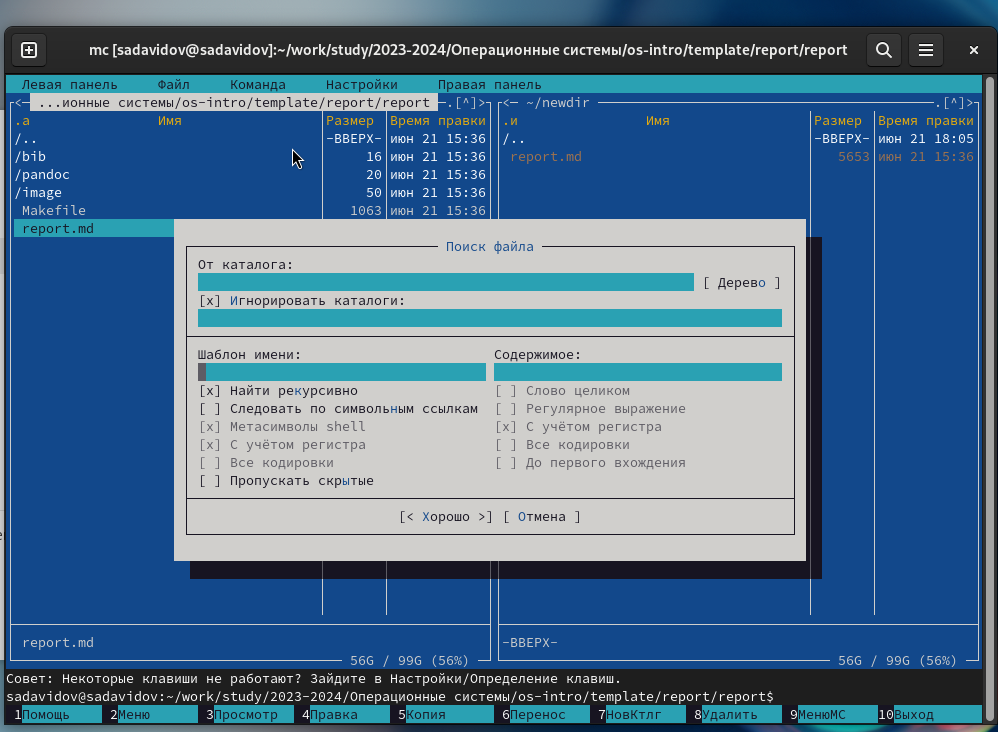 mc [sadavidov@sadavidov]:~/work/study/2023-2024/Операционные системы/os-intro/template/report/report
Левая панель Файл Команда Настройки Правая панель
<— ...ионные системы/os-intro/template/report/report —.[^]> <— ~/newdir —.[^]>
.а Имя Размер Время правки .и Имя Размер Время правки
/.. -ВВЕРХ- июн 21 15:36 /.. -ВВЕРХ- июн 21 18:05
/bib 16 июн 21 15:36 report.md 5653 июн 21 15:36
/pandoc 20 июн 21 15:36
/image 50 июн 21 15:36
Makefile 1063 июн 21 15:36
report.md
Поиск файла
От каталога:
[ Дерево ]
[x] Игнорировать каталоги:
Шаблон имени: Содержимое:
[x] Найти рекурсивно [ ] Слово целиком
[ ] Следовать по символьным ссылкам [ ] Регулярное выражение
[x] Метасимволы shell [x] С учётом регистра
[x] С учётом регистра [ ] Все кодировки
[ ] Все кодировки [ ] До первого вхождения
[ ] Пропускать скрытые
[< Хорошо >] [ Отмена ]
report.md -ВВЕРХ-
56G / 99G (56%) 56G / 99G (56%)
Совет: Некоторые клавиши не работают? Зайдите в Настройки/Определение клавиш.
sadavidov@sadavidov:~/work/study/2023-2024/Операционные системы/os-intro/template/report/report$
1Помощь 2Меню 3Просмотр 4Правка 5Копия 6Перенос 7НовКтлг 8Удалить 9МенюMC 10Выход